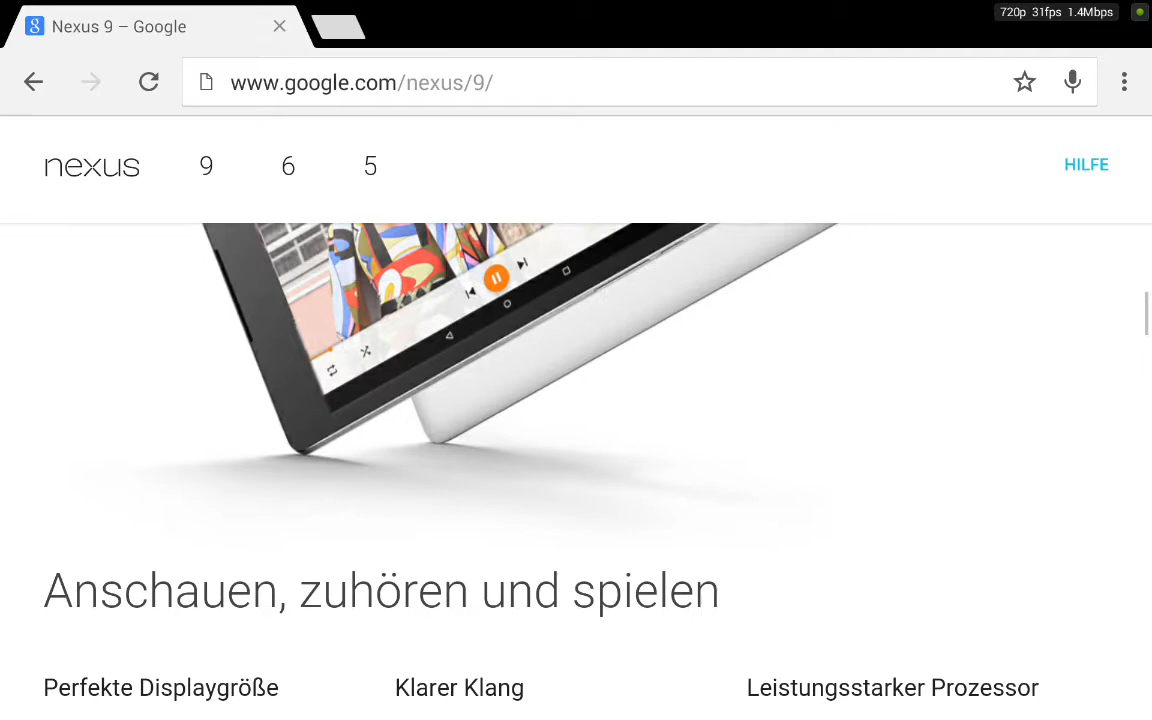 Nexus 9 – Google
720p 31fps 1.4Mbps
www.google.com/nexus/9/
nexus 9 6 5 HILFE
Anschauen, zuhören und spielen
Perfekte Displaygröße Klarer Klang Leistungsstarker Prozessor